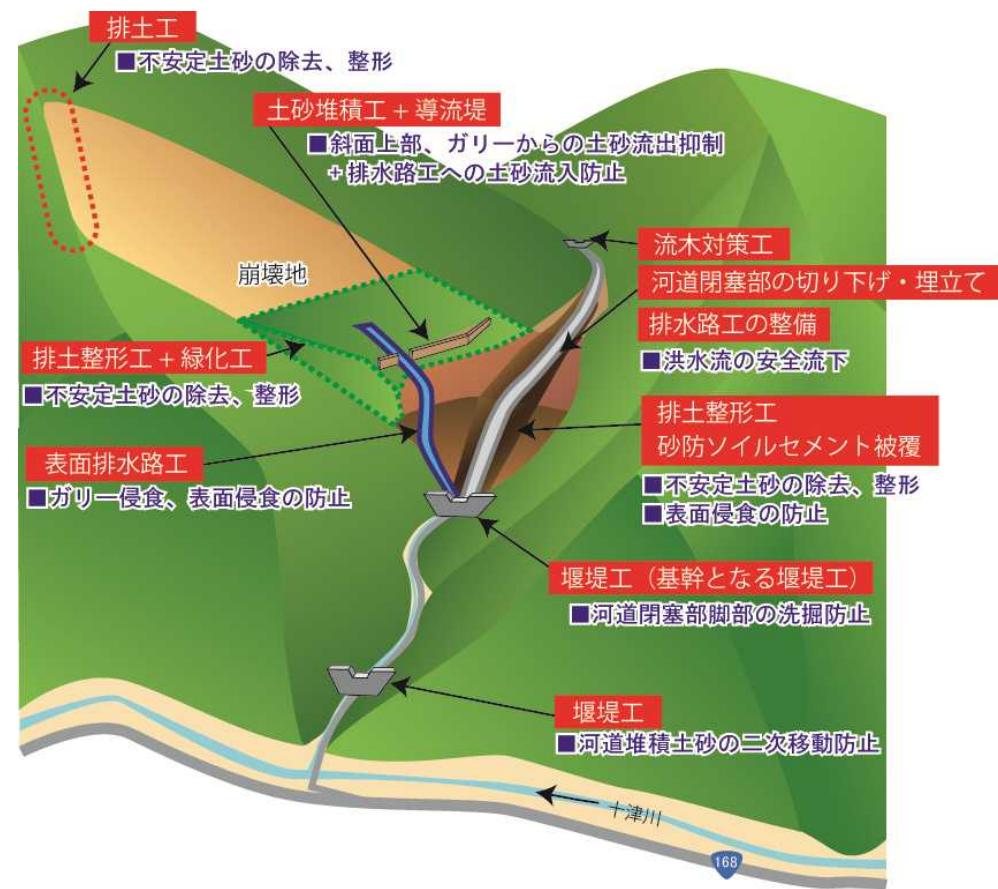 排土工
■不安定土砂の除去、整形
土砂堆積工 + 導流堤
■斜面上部、ガリーからの土砂流出抑制
+ 排水路工への土砂流入防止
流木対策工
崩壊地
河道閉塞部の切り下げ・埋立て
排水路工の整備
■洪水流の安全流下
排土整形工 + 緑化工
■不安定土砂の除去、整形
排土整形工
砂防ソイルセメント被覆
■不安定土砂の除去、整形
■表面侵食の防止
表面排水路工
■ガリー侵食、表面侵食の防止
堰堤工（基幹となる堰堤工）
■河道閉塞部脚部の洗掘防止
堰堤工
■河道堆積土砂の二次移動防止
十津川
168